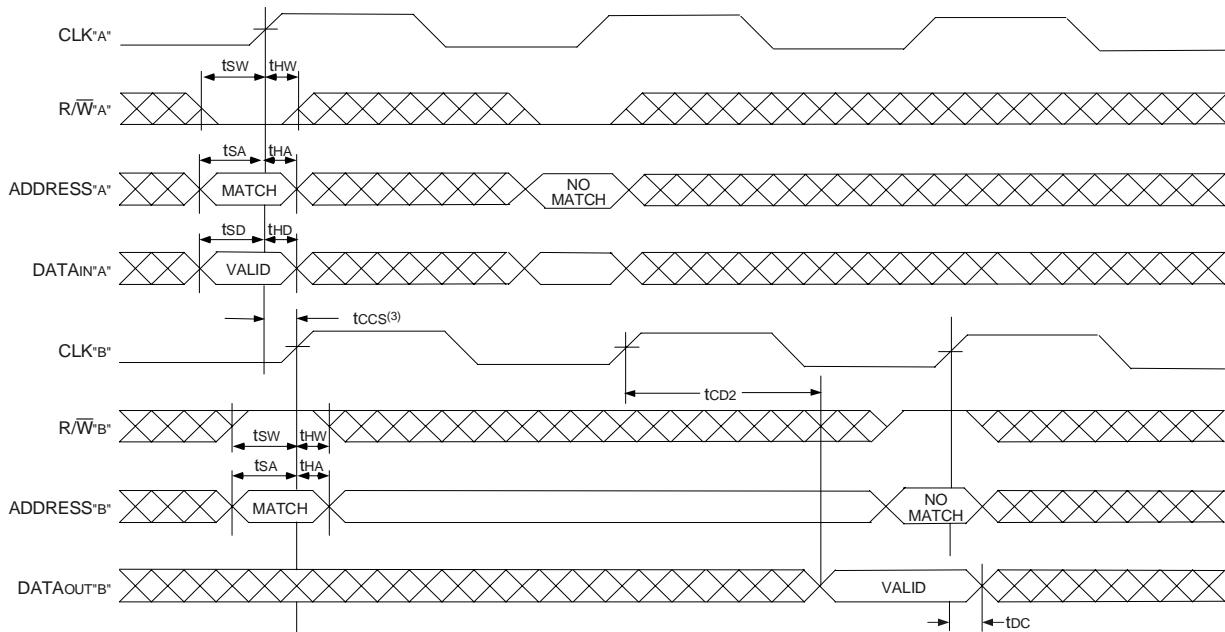 CLK"A"
tSW tHW
R/W̅"A"
tSA tHA
ADDRESS"A" MATCH NO MATCH
tSD tHD
DATAIN"A" VALID
tCCS(3)
CLK"B"
tCD2
R/W̅"B"
tSW tHW
tSA tHA
ADDRESS"B" MATCH NO MATCH
DATAOUT"B" VALID
tDC